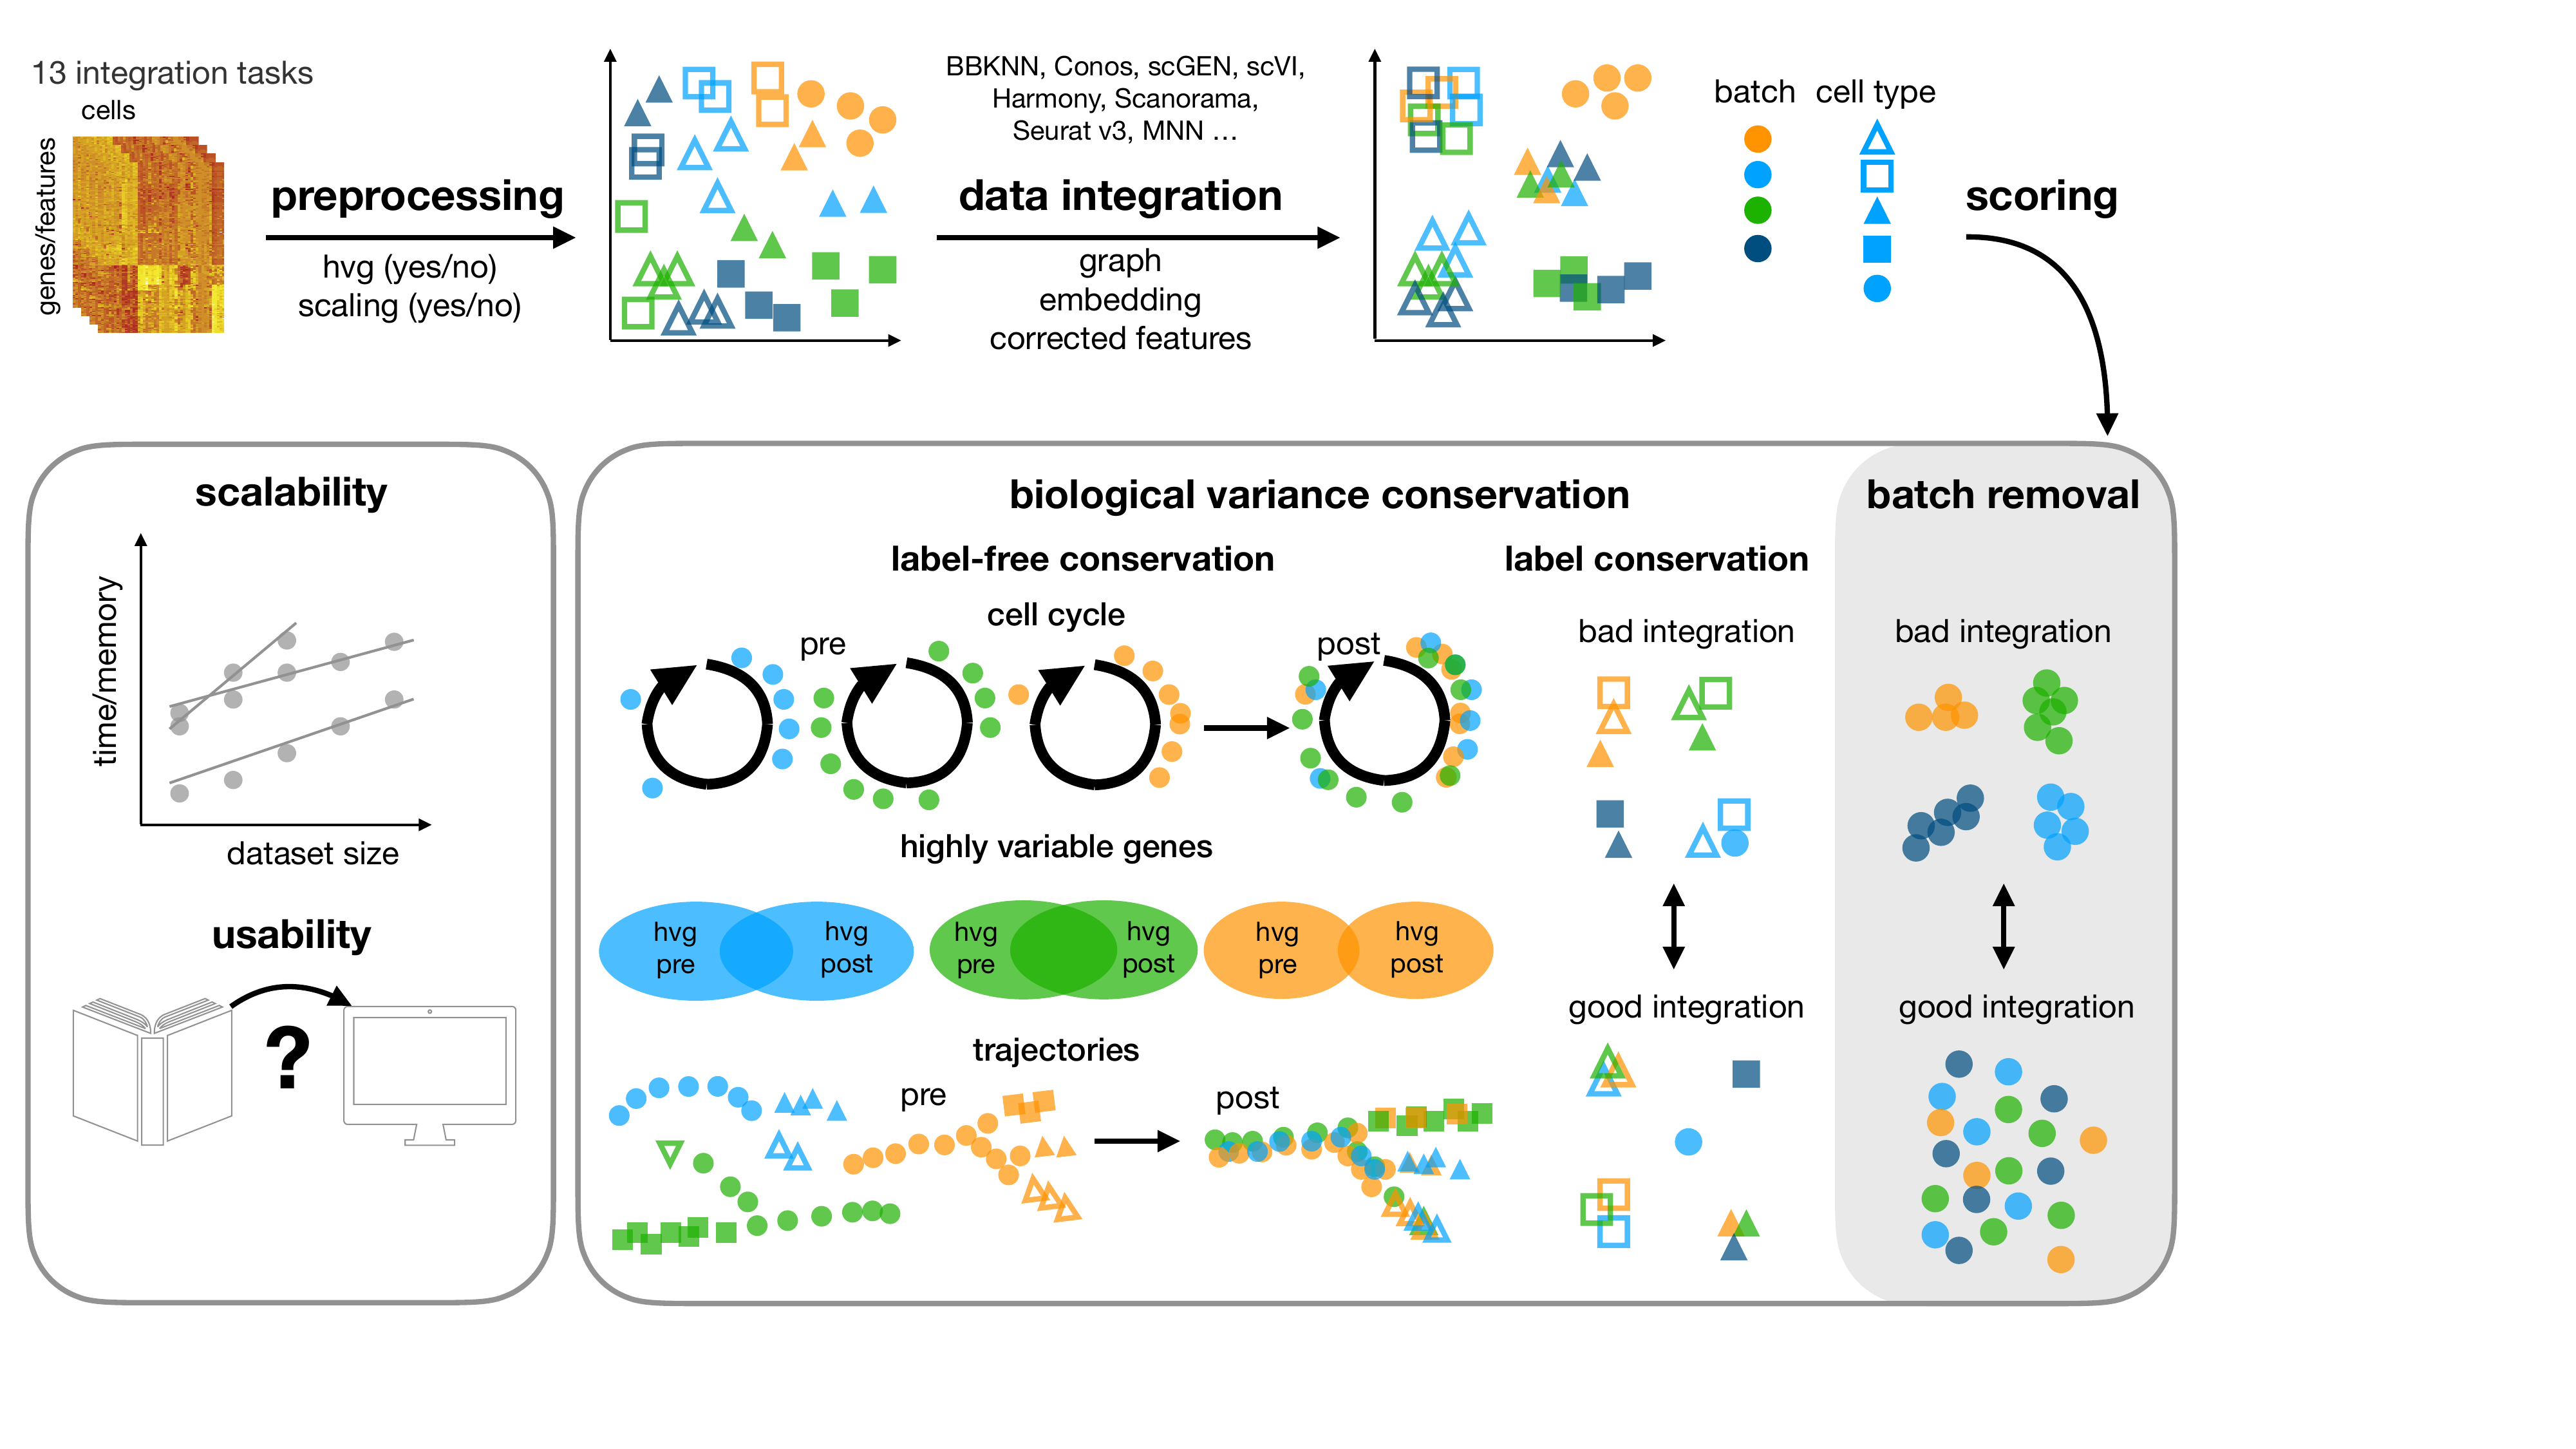 13 integration tasks
cells
genes/features
preprocessing
hvg (yes/no)
scaling (yes/no)
BBKNN, Conos, scGEN, scVI,
Harmony, Scanorama,
Seurat v3, MNN …
data integration
graph
embedding
corrected features
batch
cell type
scoring
scalability
time/memory
dataset size
usability
?
biological variance conservation
label-free conservation
cell cycle
pre
post
highly variable genes
hvg
pre
hvg
post
hvg
pre
hvg
post
hvg
pre
hvg
post
trajectories
pre
post
label conservation
bad integration
good integration
batch removal
bad integration
good integration